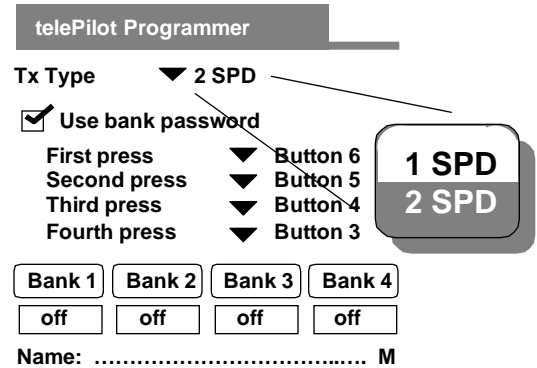 telePilot Programmer
Tx Type 2 SPD
Use bank password
First press Button 6
Second press Button 5
Third press Button 4
Fourth press Button 3
1 SPD
2 SPD
Bank 1 Bank 2 Bank 3 Bank 4
off off off off
Name: ……………………………..…. M